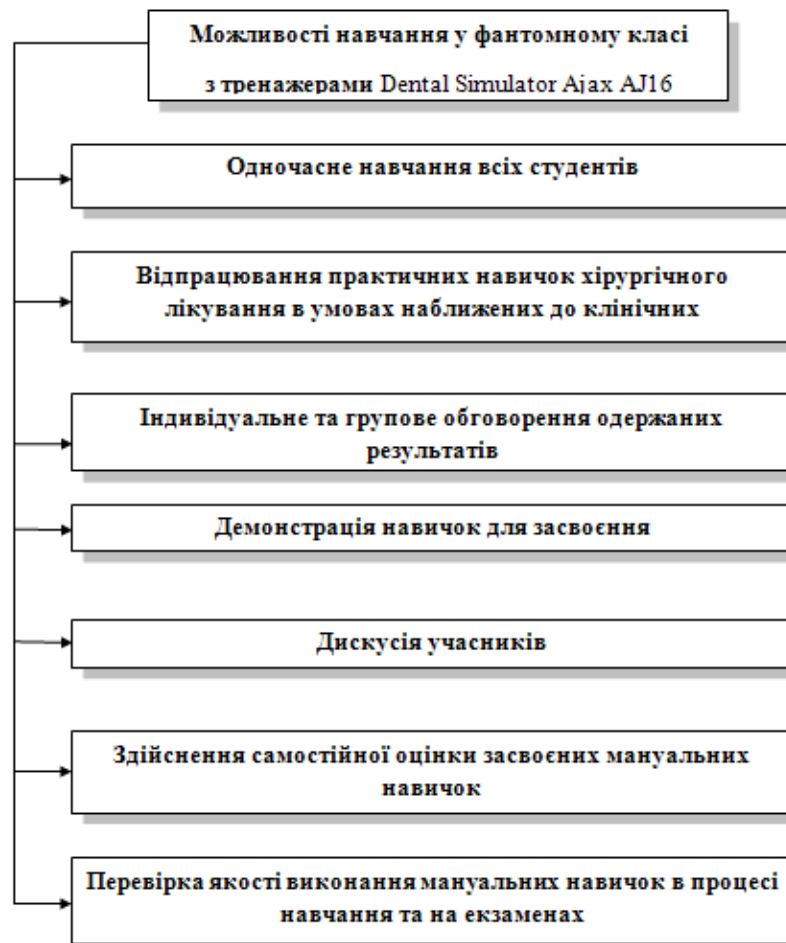 Можливості навчання у фантомному класі
з тренажерами Dental Simulator Ajax AJ16
Одночасне навчання всіх студентів
Відпрацювання практичних навичок хірургічного
лікування в умовах наближених до клінічних
Індивідуальне та групове обговорення одержаних
результатів
Демонстрація навичок для засвоєння
Дискусія учасників
Здійснення самостійної оцінки засвоєних мануальних
навичок
Перевірка якості виконання мануальних навичок в процесі
навчання та на екзаменах